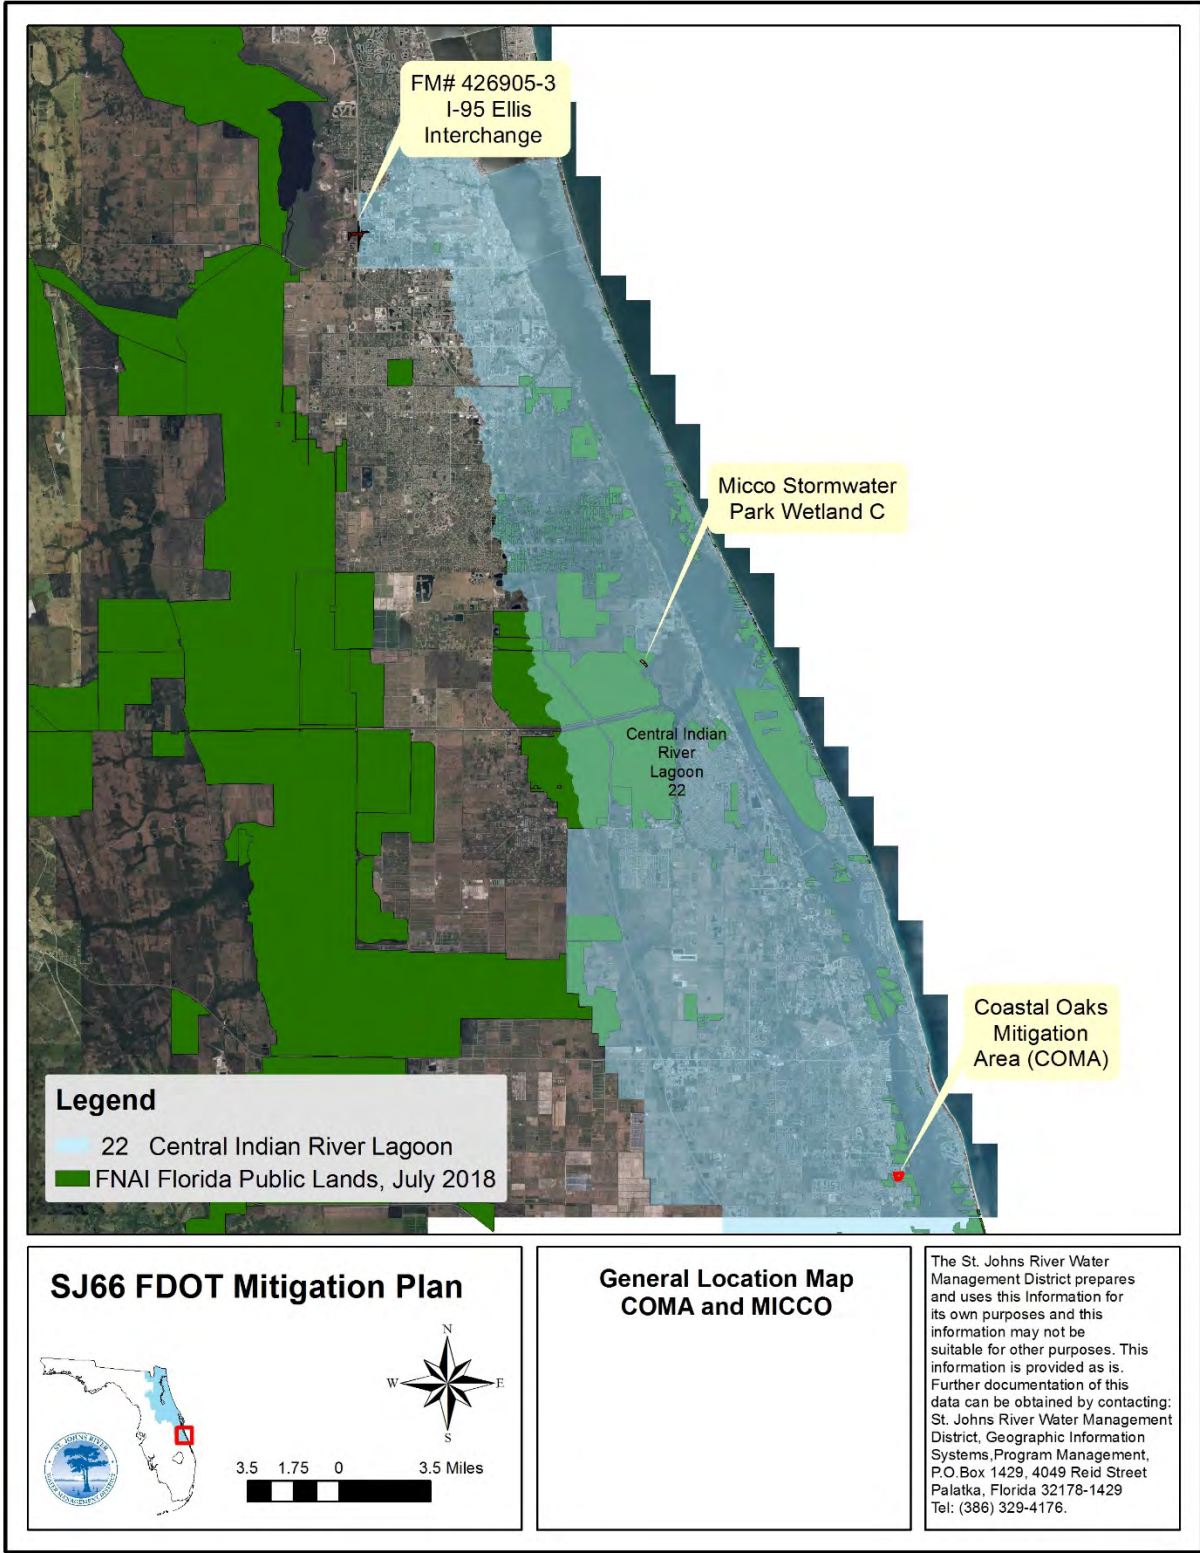 FM# 426905-3
I-95 Ellis
Interchange
Micco Stormwater
Park Wetland C
Central Indian
River
Lagoon
22
Coastal Oaks
Mitigation
Area (COMA)
Legend
22 Central Indian River Lagoon
FNAI Florida Public Lands, July 2018
SJ66 FDOT Mitigation Plan
N
W E
S
ST. JOHNS RIVER
WATER MANAGEMENT DISTRICT
3.5 1.75 0 3.5 Miles
General Location Map
COMA and MICCO
The St. Johns River Water
Management District prepares
and uses this Information for
its own purposes and this
information may not be
suitable for other purposes. This
information is provided as is.
Further documentation of this
data can be obtained by contacting:
St. Johns River Water Management
District, Geographic Information
Systems,Program Management,
P.O.Box 1429, 4049 Reid Street
Palatka, Florida 32178-1429
Tel: (386) 329-4176.